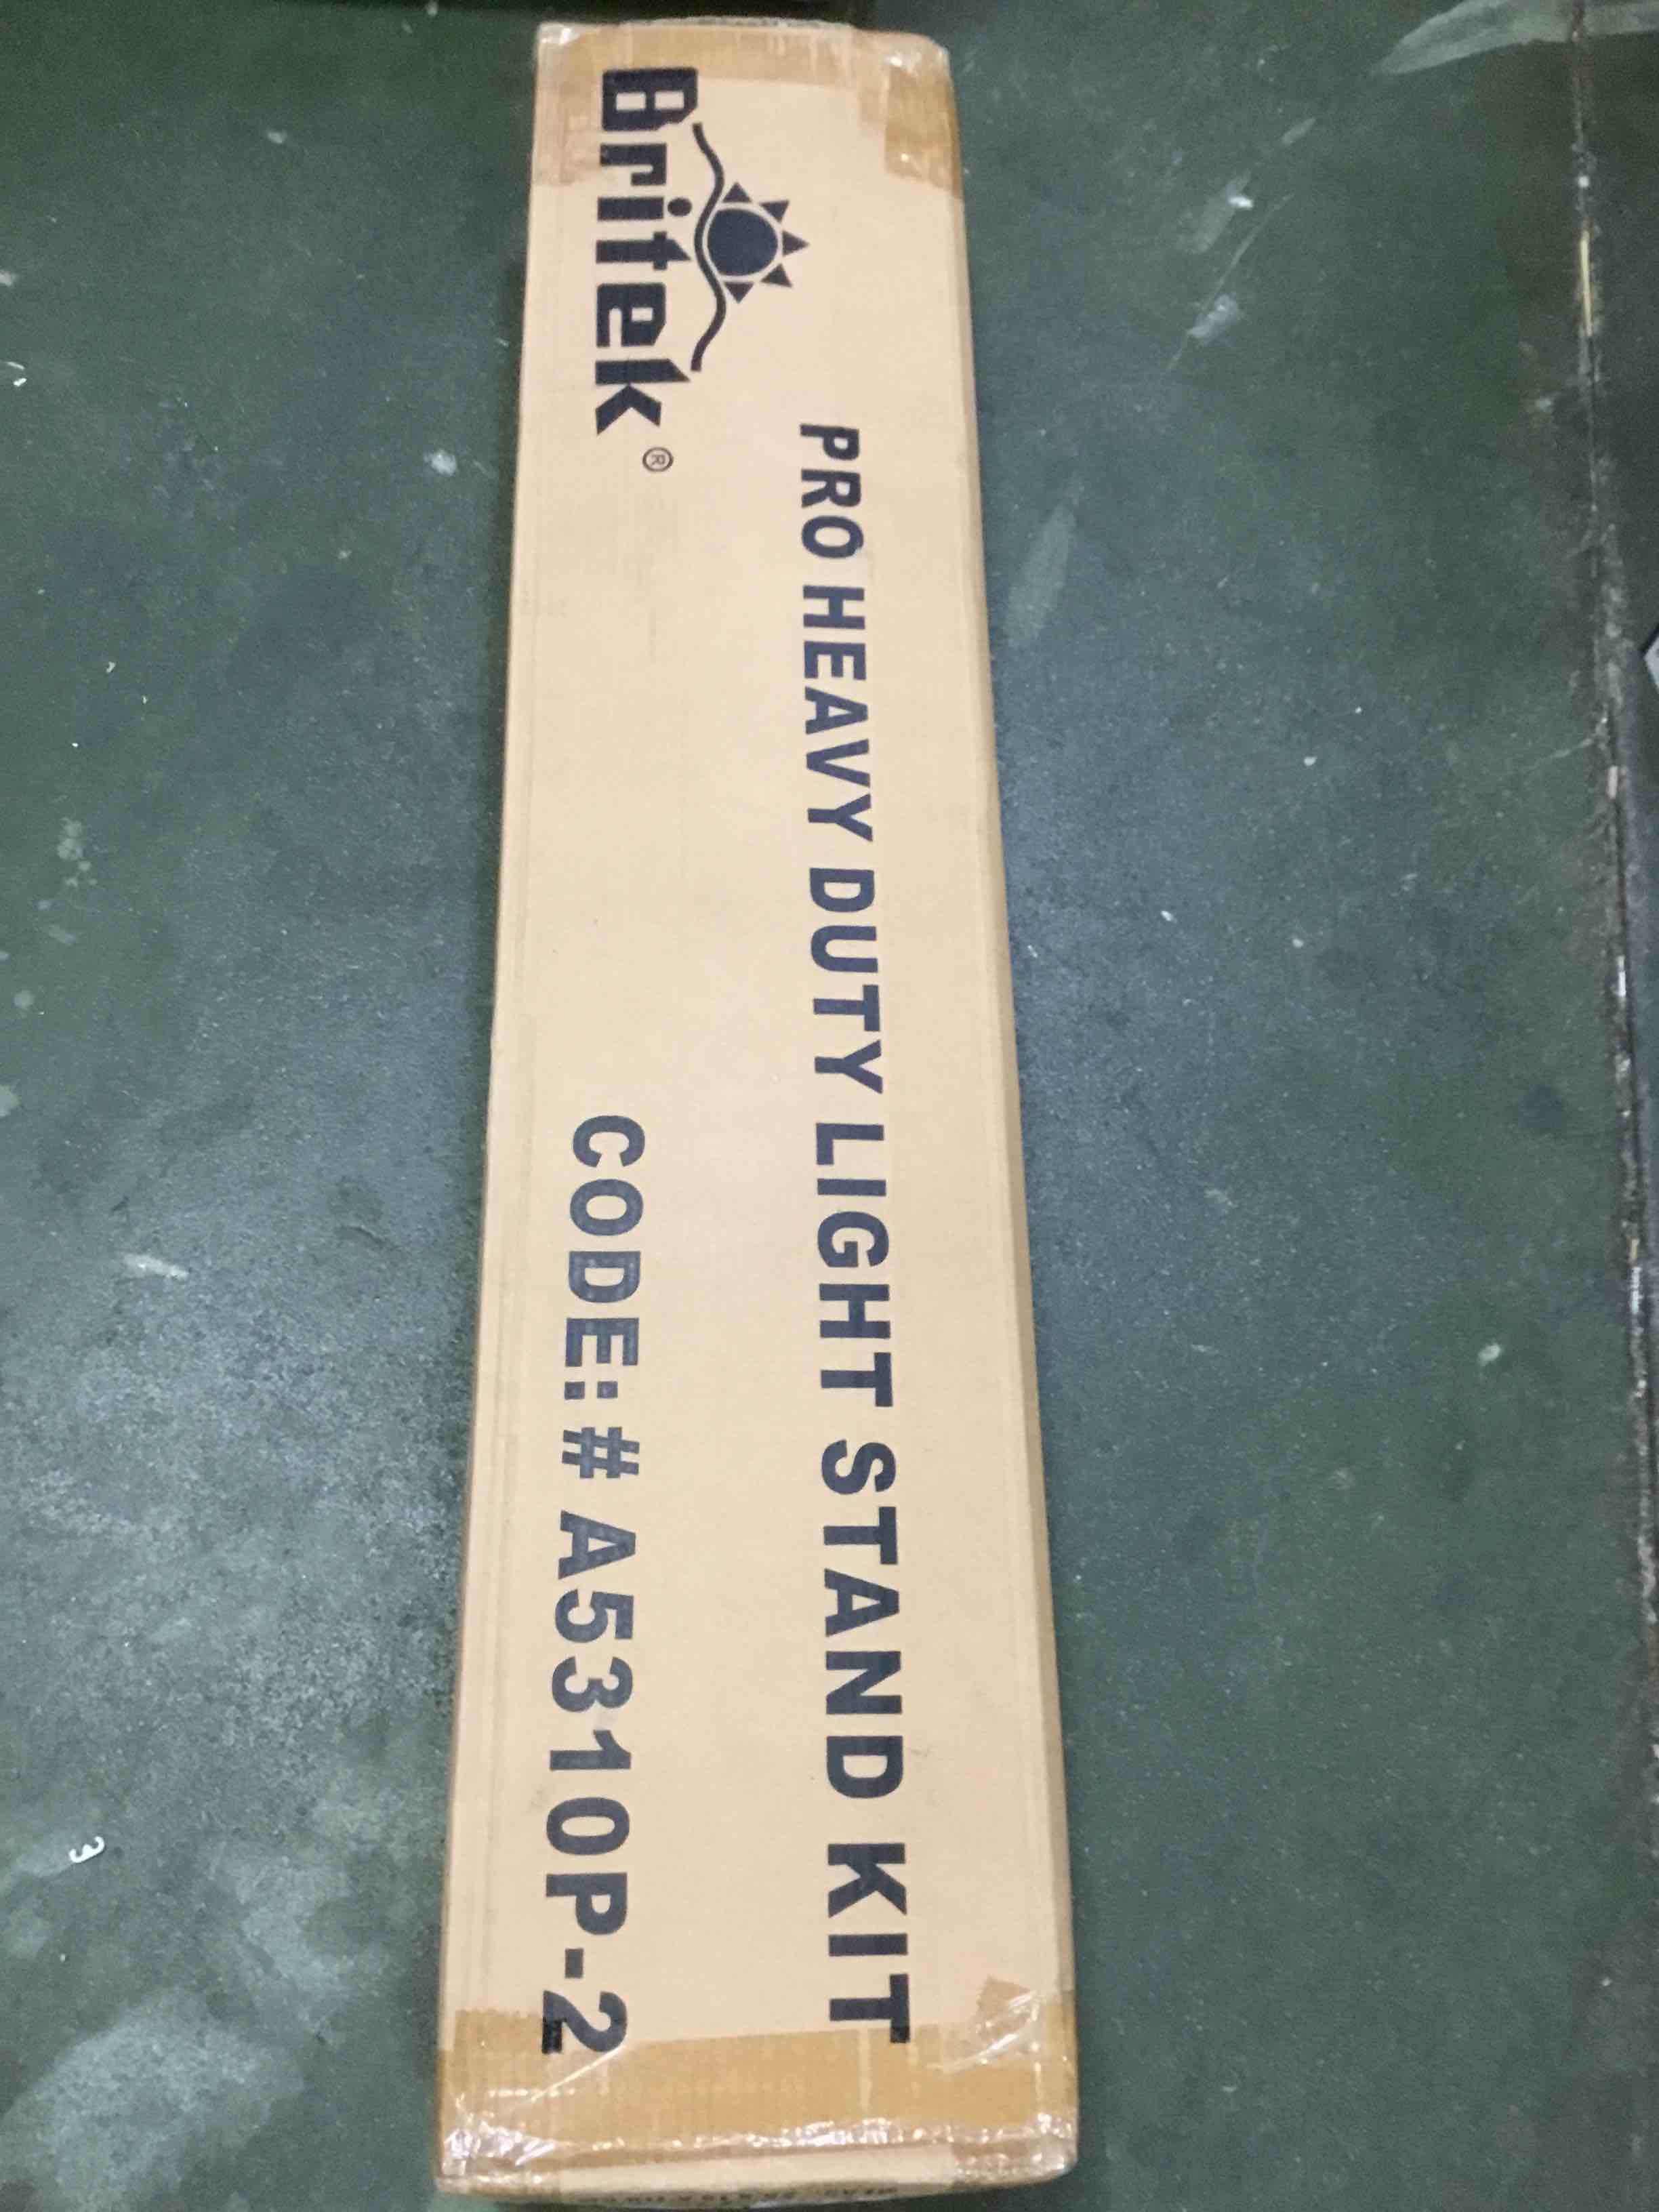 Britek®
PRO HEAVY DUTY LIGHT STAND KIT
CODE:# A5310P-2